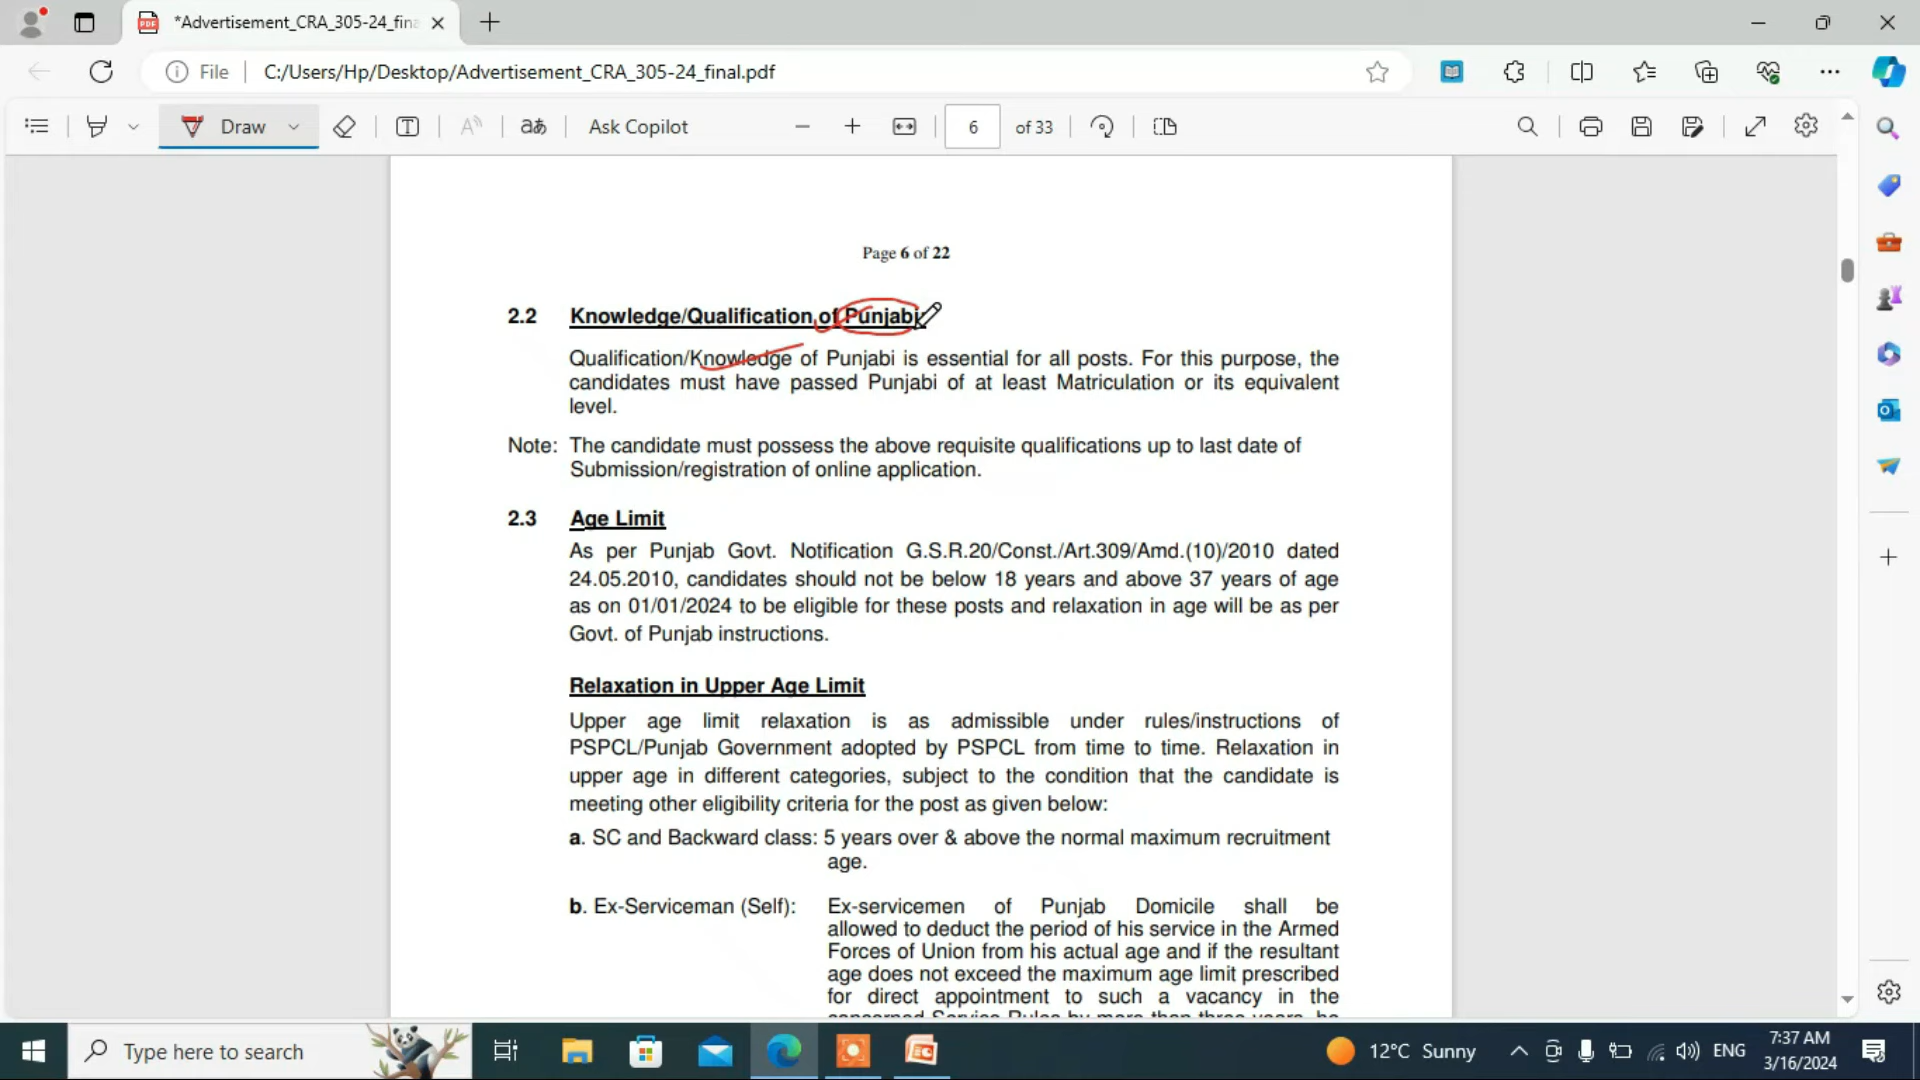 *Advertisement_CRA_305-24_fina
File
C:/Users/Hp/Desktop/Advertisement_CRA_305-24_final.pdf
Draw
Ask Copilot
6
of 33
Page 6 of 22
2.2 Knowledge/Qualification of Punjabi.
Qualification/Knowledge of Punjabi is essential for all posts. For this purpose, the
candidates must have passed Punjabi of at least Matriculation or its equivalent
level.
Note: The candidate must possess the above requisite qualifications up to last date of
Submission/registration of online application.
2.3 Age Limit
As per Punjab Govt. Notification G.S.R.20/Const./Art.309/Amd.(10)/2010 dated
24.05.2010, candidates should not be below 18 years and above 37 years of age
as on 01/01/2024 to be eligible for these posts and relaxation in age will be as per
Govt. of Punjab instructions.
Relaxation in Upper Age Limit
Upper age limit relaxation is as admissible under rules/instructions of
PSPCL/Punjab Government adopted by PSPCL from time to time. Relaxation in
upper age in different categories, subject to the condition that the candidate is
meeting other eligibility criteria for the post as given below:
a. SC and Backward class: 5 years over & above the normal maximum recruitment
age.
b. Ex-Serviceman (Self): Ex-servicemen of Punjab Domicile shall be
allowed to deduct the period of his service in the Armed
Forces of Union from his actual age and if the resultant
age does not exceed the maximum age limit prescribed
for direct appointment to such a vacancy in the
concerned Service Rules by more than three years, he
Type here to search
12°C Sunny
ENG
7:37 AM
3/16/2024